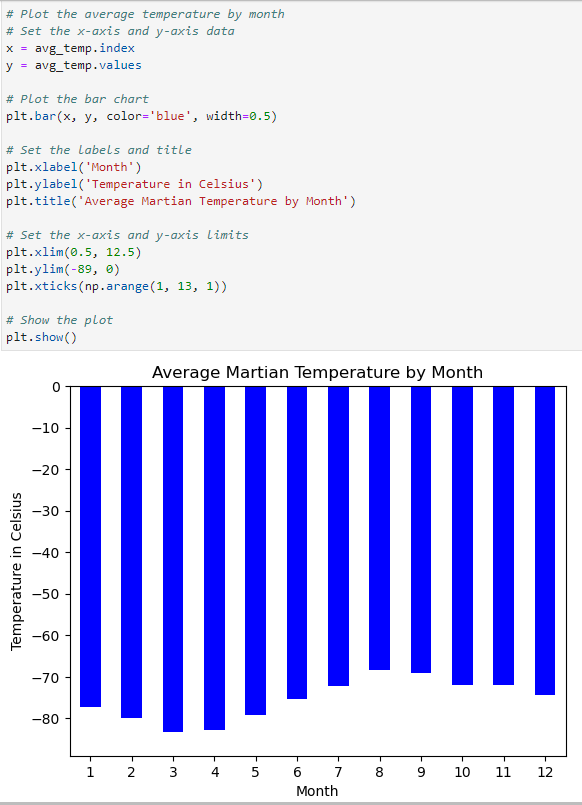 # Plot the average temperature by month
# Set the x-axis and y-axis data
x = avg_temp.index
y = avg_temp.values
# Plot the bar chart
plt.bar(x, y, color='blue', width=0.5)
# Set the labels and title
plt.xlabel('Month')
plt.ylabel('Temperature in Celsius')
plt.title('Average Martian Temperature by Month')
# Set the x-axis and y-axis limits
plt.xlim(0.5, 12.5)
plt.ylim(-89, 0)
plt.xticks(np.arange(1, 13, 1))
# Show the plot
plt.show()
Average Martian Temperature by Month
Temperature in Celsius
0
−10
−20
−30
−40
−50
−60
−70
−80
1 2 3 4 5 6 7 8 9 10 11 12
Month